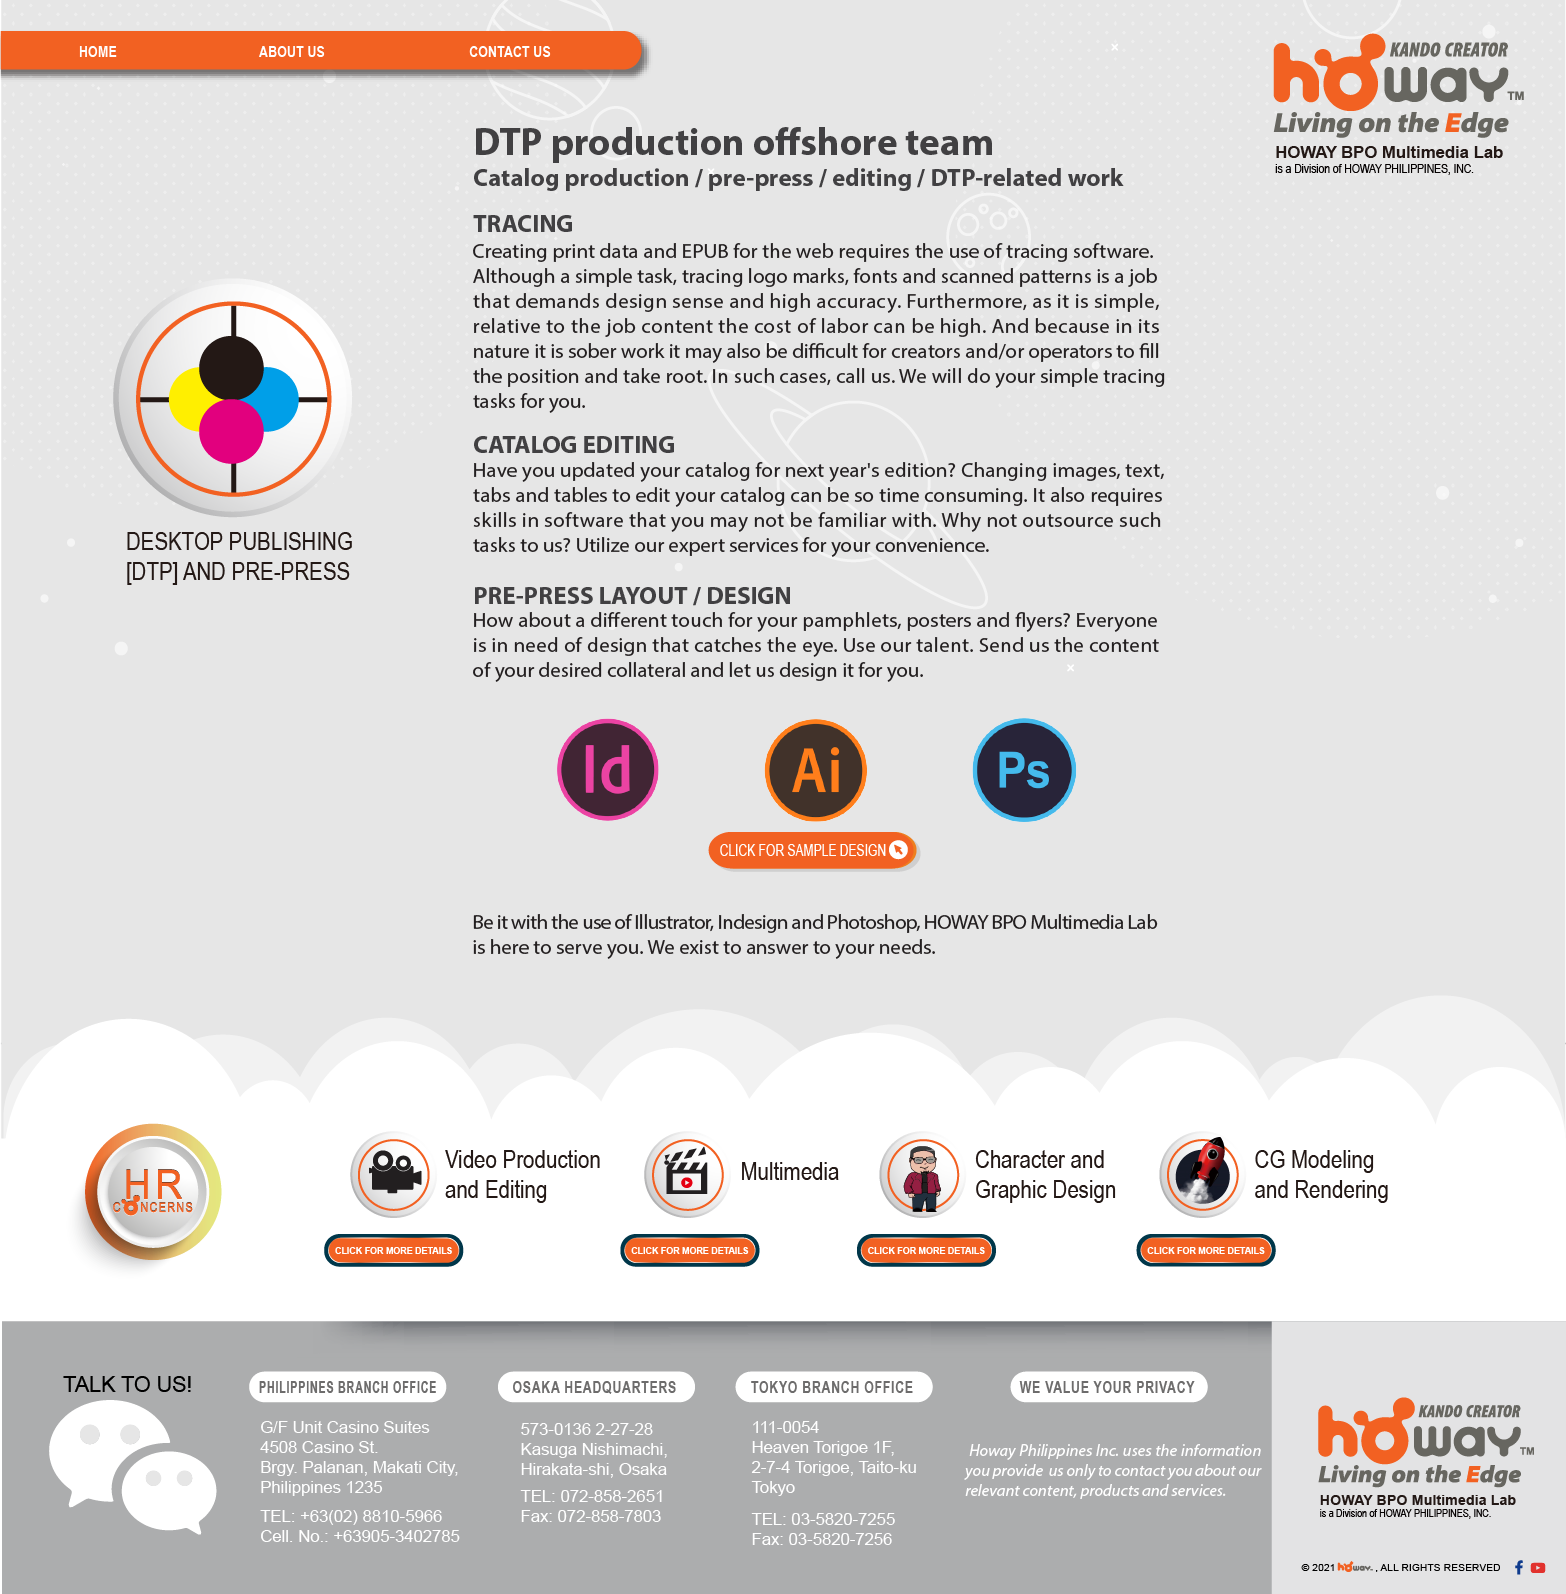 HOME ABOUT US CONTACT US
KANDO CREATOR
howay TM
Living on the Edge
HOWAY BPO Multimedia Lab
is a Division of HOWAY PHILIPPINES, INC.
DTP production offshore team
Catalog production / pre-press / editing / DTP-related work
TRACING
Creating print data and EPUB for the web requires the use of tracing software.
Although a simple task, tracing logo marks, fonts and scanned patterns is a job
that demands design sense and high accuracy. Furthermore, as it is simple,
relative to the job content the cost of labor can be high. And because in its
nature it is sober work it may also be difficult for creators and/or operators to fill
the position and take root. In such cases, call us. We will do your simple tracing
tasks for you.
DESKTOP PUBLISHING
[DTP] AND PRE-PRESS
CATALOG EDITING
Have you updated your catalog for next year's edition? Changing images, text,
tabs and tables to edit your catalog can be so time consuming. It also requires
skills in software that you may not be familiar with. Why not outsource such
tasks to us? Utilize our expert services for your convenience.
PRE-PRESS LAYOUT / DESIGN
How about a different touch for your pamphlets, posters and flyers? Everyone
is in need of design that catches the eye. Use our talent. Send us the content
of your desired collateral and let us design it for you.
Id Ai Ps
CLICK FOR SAMPLE DESIGN
Be it with the use of Illustrator, Indesign and Photoshop, HOWAY BPO Multimedia Lab
is here to serve you. We exist to answer to your needs.
HR
CONCERNS
Video Production
and Editing
CLICK FOR MORE DETAILS
Multimedia
CLICK FOR MORE DETAILS
Character and
Graphic Design
CLICK FOR MORE DETAILS
CG Modeling
and Rendering
CLICK FOR MORE DETAILS
TALK TO US!
PHILIPPINES BRANCH OFFICE
G/F Unit Casino Suites
4508 Casino St.
Brgy. Palanan, Makati City,
Philippines 1235
TEL: +63(02) 8810-5966
Cell. No.: +63905-3402785
OSAKA HEADQUARTERS
573-0136 2-27-28
Kasuga Nishimachi,
Hirakata-shi, Osaka
TEL: 072-858-2651
Fax: 072-858-7803
TOKYO BRANCH OFFICE
111-0054
Heaven Torigoe 1F,
2-7-4 Torigoe, Taito-ku
Tokyo
TEL: 03-5820-7255
Fax: 03-5820-7256
WE VALUE YOUR PRIVACY
Howay Philippines Inc. uses the information
you provide us only to contact you about our
relevant content, products and services.
KANDO CREATOR
howay TM
Living on the Edge
HOWAY BPO Multimedia Lab
is a Division of HOWAY PHILIPPINES, INC.
© 2021 howay , ALL RIGHTS RESERVED